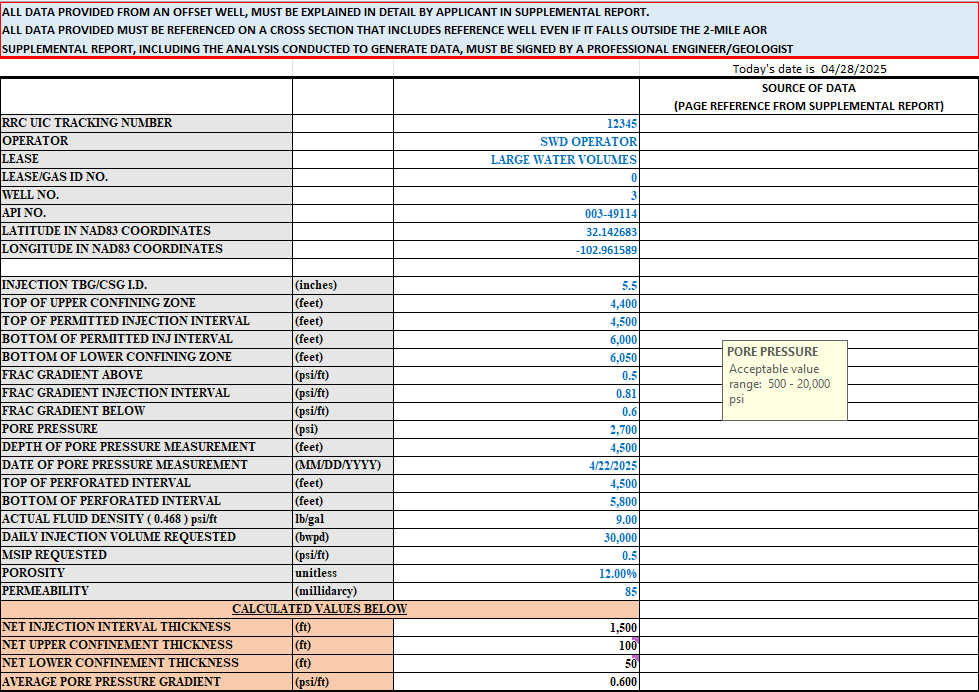 ALL DATA PROVIDED FROM AN OFFSET WELL, MUST BE EXPLAINED IN DETAIL BY APPLICANT IN SUPPLEMENTAL REPORT.
ALL DATA PROVIDED MUST BE REFERENCED ON A CROSS SECTION THAT INCLUDES REFERENCE WELL EVEN IF IT FALLS OUTSIDE THE 2-MILE AOR
SUPPLEMENTAL REPORT, INCLUDING THE ANALYSIS CONDUCTED TO GENERATE DATA, MUST BE SIGNED BY A PROFESSIONAL ENGINEER/GEOLOGIST
Today's date is 04/28/2025
SOURCE OF DATA
(PAGE REFERENCE FROM SUPPLEMENTAL REPORT)
RRC UIC TRACKING NUMBER 12345
OPERATOR SWD OPERATOR
LEASE LARGE WATER VOLUMES
LEASE/GAS ID NO. 0
WELL NO. 3
API NO. 003-49114
LATITUDE IN NAD83 COORDINATES 32.142683
LONGITUDE IN NAD83 COORDINATES -102.961589
INJECTION TBG/CSG I.D. (inches) 5.5
TOP OF UPPER CONFINING ZONE (feet) 4,400
TOP OF PERMITTED INJECTION INTERVAL (feet) 4,500
BOTTOM OF PERMITTED INJ INTERVAL (feet) 6,000
BOTTOM OF LOWER CONFINING ZONE (feet) 6,050
FRAC GRADIENT ABOVE (psi/ft) 0.5
FRAC GRADIENT INJECTION INTERVAL (psi/ft) 0.81
FRAC GRADIENT BELOW (psi/ft) 0.6
PORE PRESSURE (psi) 2,700
DEPTH OF PORE PRESSURE MEASUREMENT (feet) 4,500
DATE OF PORE PRESSURE MEASUREMENT (MM/DD/YYYY) 4/22/2025
TOP OF PERFORATED INTERVAL (feet) 4,500
BOTTOM OF PERFORATED INTERVAL (feet) 5,800
ACTUAL FLUID DENSITY ( 0.468 ) psi/ft lb/gal 9.00
DAILY INJECTION VOLUME REQUESTED (bwpd) 30,000
MSIP REQUESTED (psi/ft) 0.5
POROSITY unitless 12.00%
PERMEABILITY (millidarcy) 85
PORE PRESSURE
Acceptable value
range: 500 - 20,000
psi
CALCULATED VALUES BELOW
NET INJECTION INTERVAL THICKNESS (ft) 1,500
NET UPPER CONFINEMENT THICKNESS (ft) 100
NET LOWER CONFINEMENT THICKNESS (ft) 50
AVERAGE PORE PRESSURE GRADIENT (psi/ft) 0.600